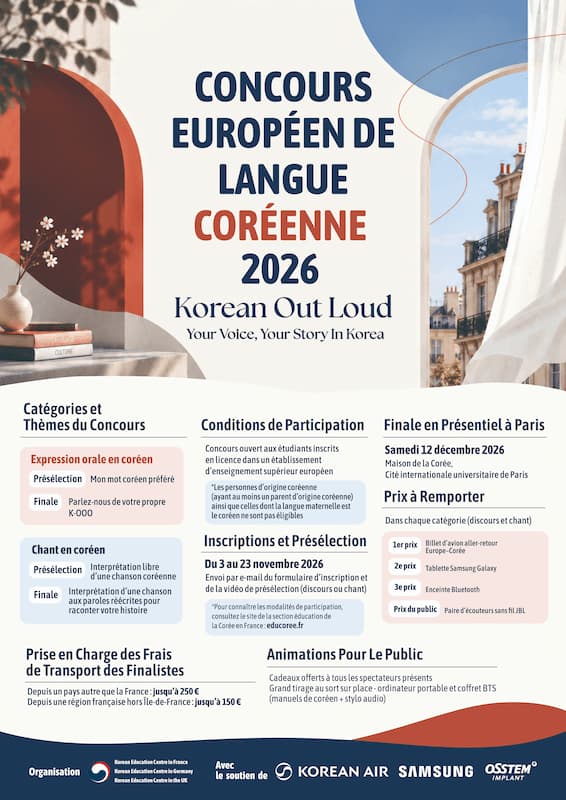 CONCOURS
EUROPÉEN DE
LANGUE
CORÉENNE
2026
Korean Out Loud
Your Voice, Your Story In Korea
CULTURE
Catégories et
Thèmes du Concours
Expression orale en coréen
Présélection Mon mot coréen préféré
Finale Parlez-nous de votre propre
K-OOO
Chant en coréen
Présélection Interprétation libre
d'une chanson coréenne
Finale Interprétation d'une chanson
aux paroles réécrites pour
raconter votre histoire
Conditions de Participation
Concours ouvert aux étudiants inscrits
en licence dans un établissement
d'enseignement supérieur européen
*Les personnes d'origine coréenne
(ayant au moins un parent d'origine coréenne)
ainsi que celles dont la langue maternelle est
le coréen ne sont pas éligibles
Inscriptions et Présélection
Du 3 au 23 novembre 2026
Envoi par e-mail du formulaire d'inscription et
de la vidéo de présélection (discours ou chant)
*Pour connaître les modalités de participation,
consultez le site de la section éducation de
la Corée en France : educoree.fr
Finale en Présentiel à Paris
Samedi 12 décembre 2026
Maison de la Corée,
Cité internationale universitaire de Paris
Prix à Remporter
Dans chaque catégorie (discours et chant)
1er prix Billet d'avion aller-retour
Europe-Corée
2e prix Tablette Samsung Galaxy
3e prix Enceinte Bluetooth
Prix du public Paire d'écouteurs sans fil JBL
Prise en Charge des Frais
de Transport des Finalistes
Depuis un pays autre que la France : jusqu'à 250 €
Depuis une région française hors Île-de-France : jusqu'à 150 €
Animations Pour Le Public
Cadeaux offerts à tous les spectateurs présents
Grand tirage au sort sur place - ordinateur portable et coffret BTS
(manuels de coréen + stylo audio)
Organisation
Korean Education Centre in France
Korean Education Centre in Germany
Korean Education Centre in the UK
Avec
le soutien de
KOREAN AIR
SAMSUNG
OSSTEM
IMPLANT